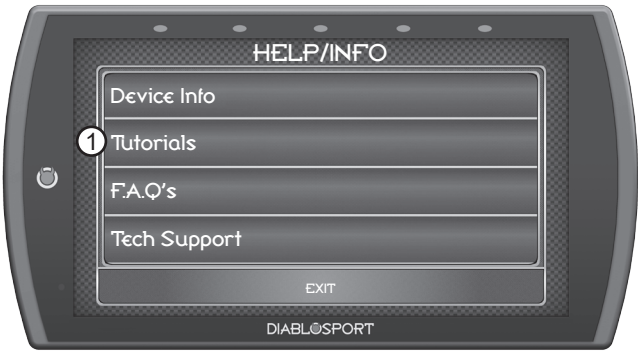 HELP/INFO
Device Info
1 Tutorials
F.A.Q's
Tech Support
EXIT
DIABLOSPORT